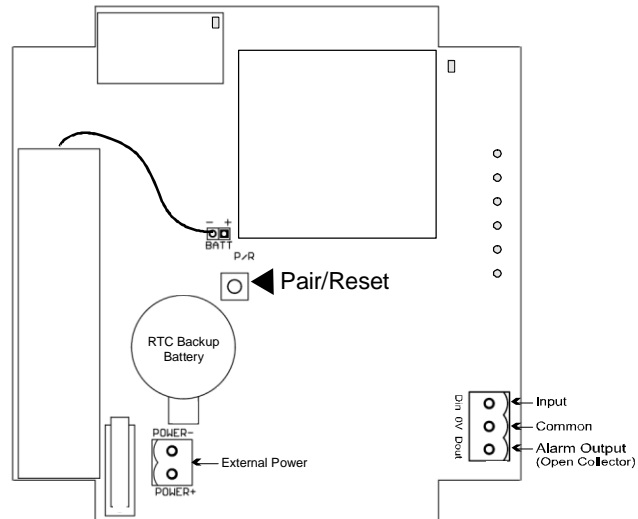 - +
BATT
P/R
Pair/Reset
RTC Backup
Battery
POWER-
External Power
POWER+
Din 0V Dout
Input
Common
Alarm Output
(Open Collector)